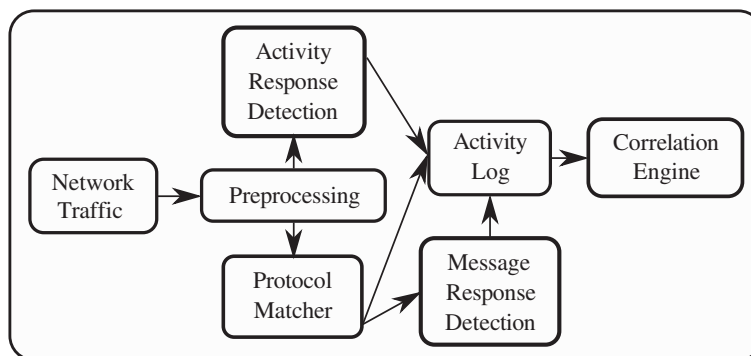 Network
Traffic
Preprocessing
Activity
Response
Detection
Protocol
Matcher
Activity
Log
Message
Response
Detection
Correlation
Engine